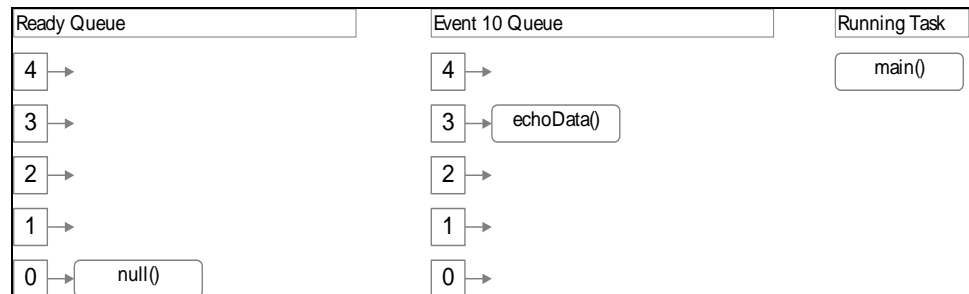 Ready Queue Event 10 Queue Running Task
4 4 main()
3 3 echoData()
2 2
1 1
0 null() 0